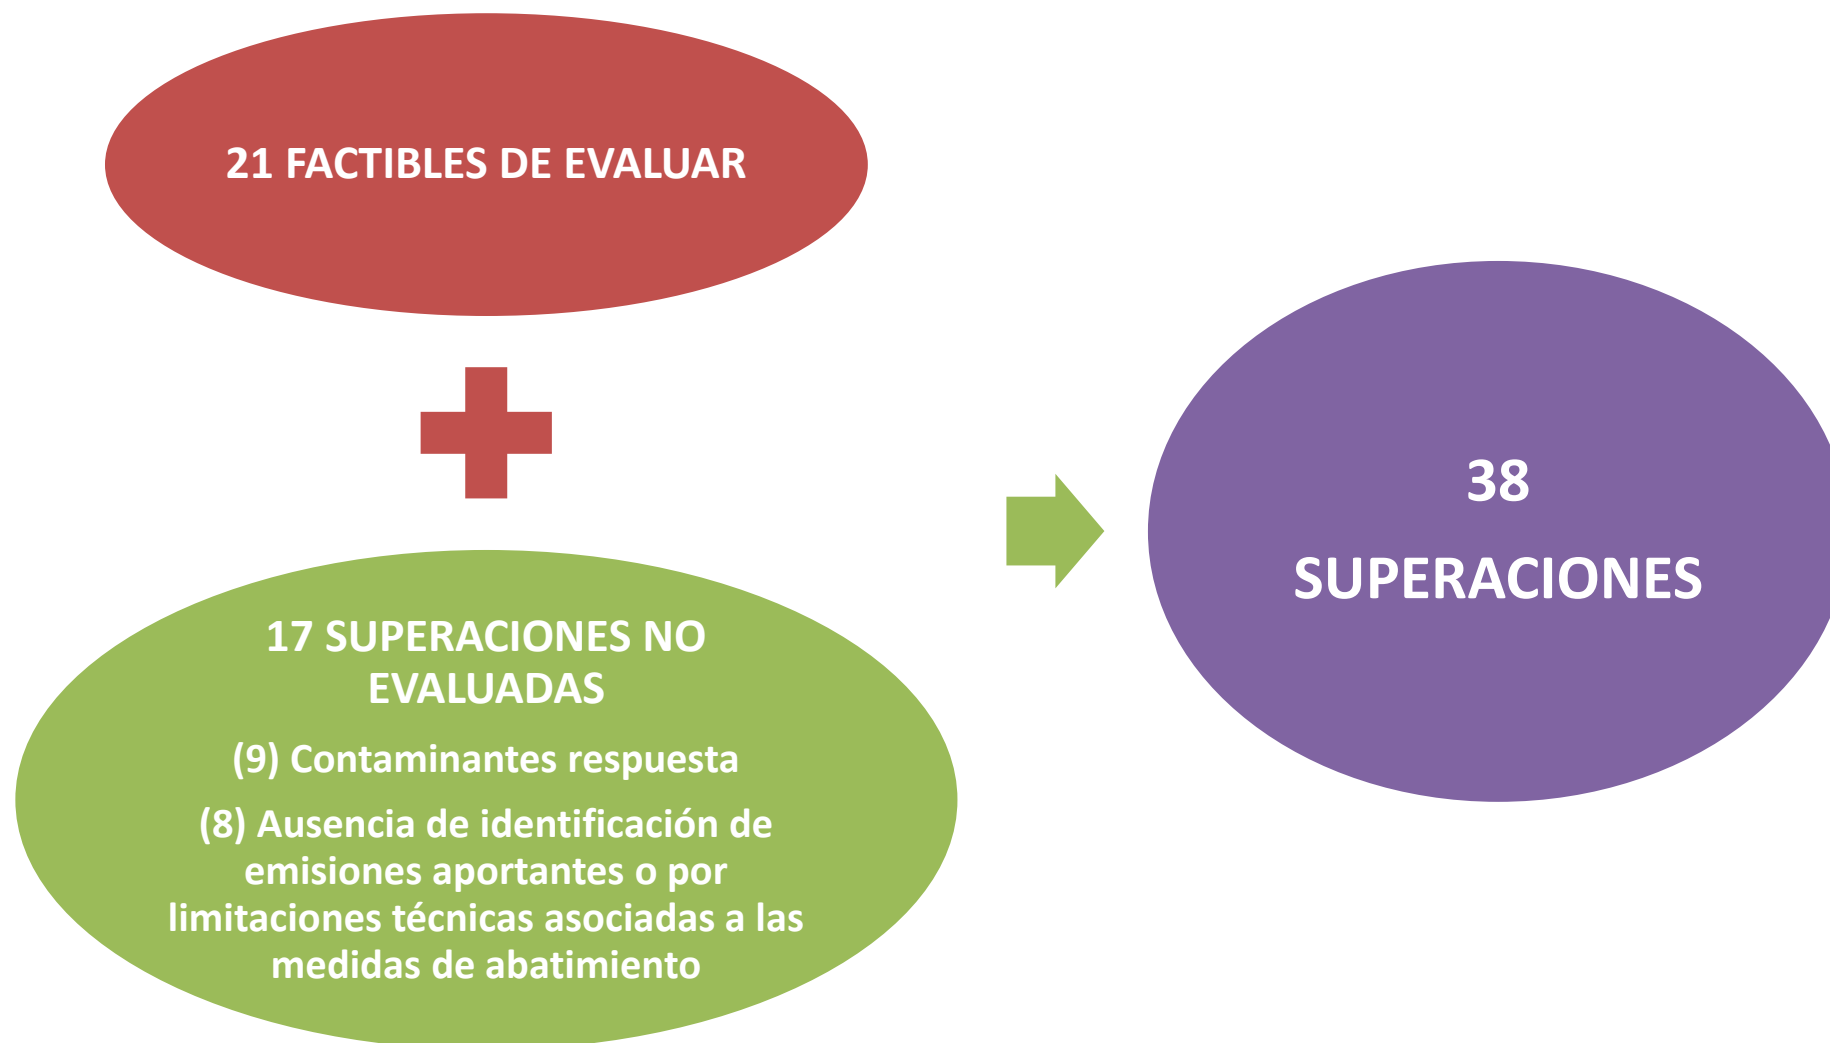 21 FACTIBLES DE EVALUAR
17 SUPERACIONES NO
EVALUADAS
(9) Contaminantes respuesta
(8) Ausencia de identificación de
emisiones aportantes o por
limitaciones técnicas asociadas a las
medidas de abatimiento
38
SUPERACIONES